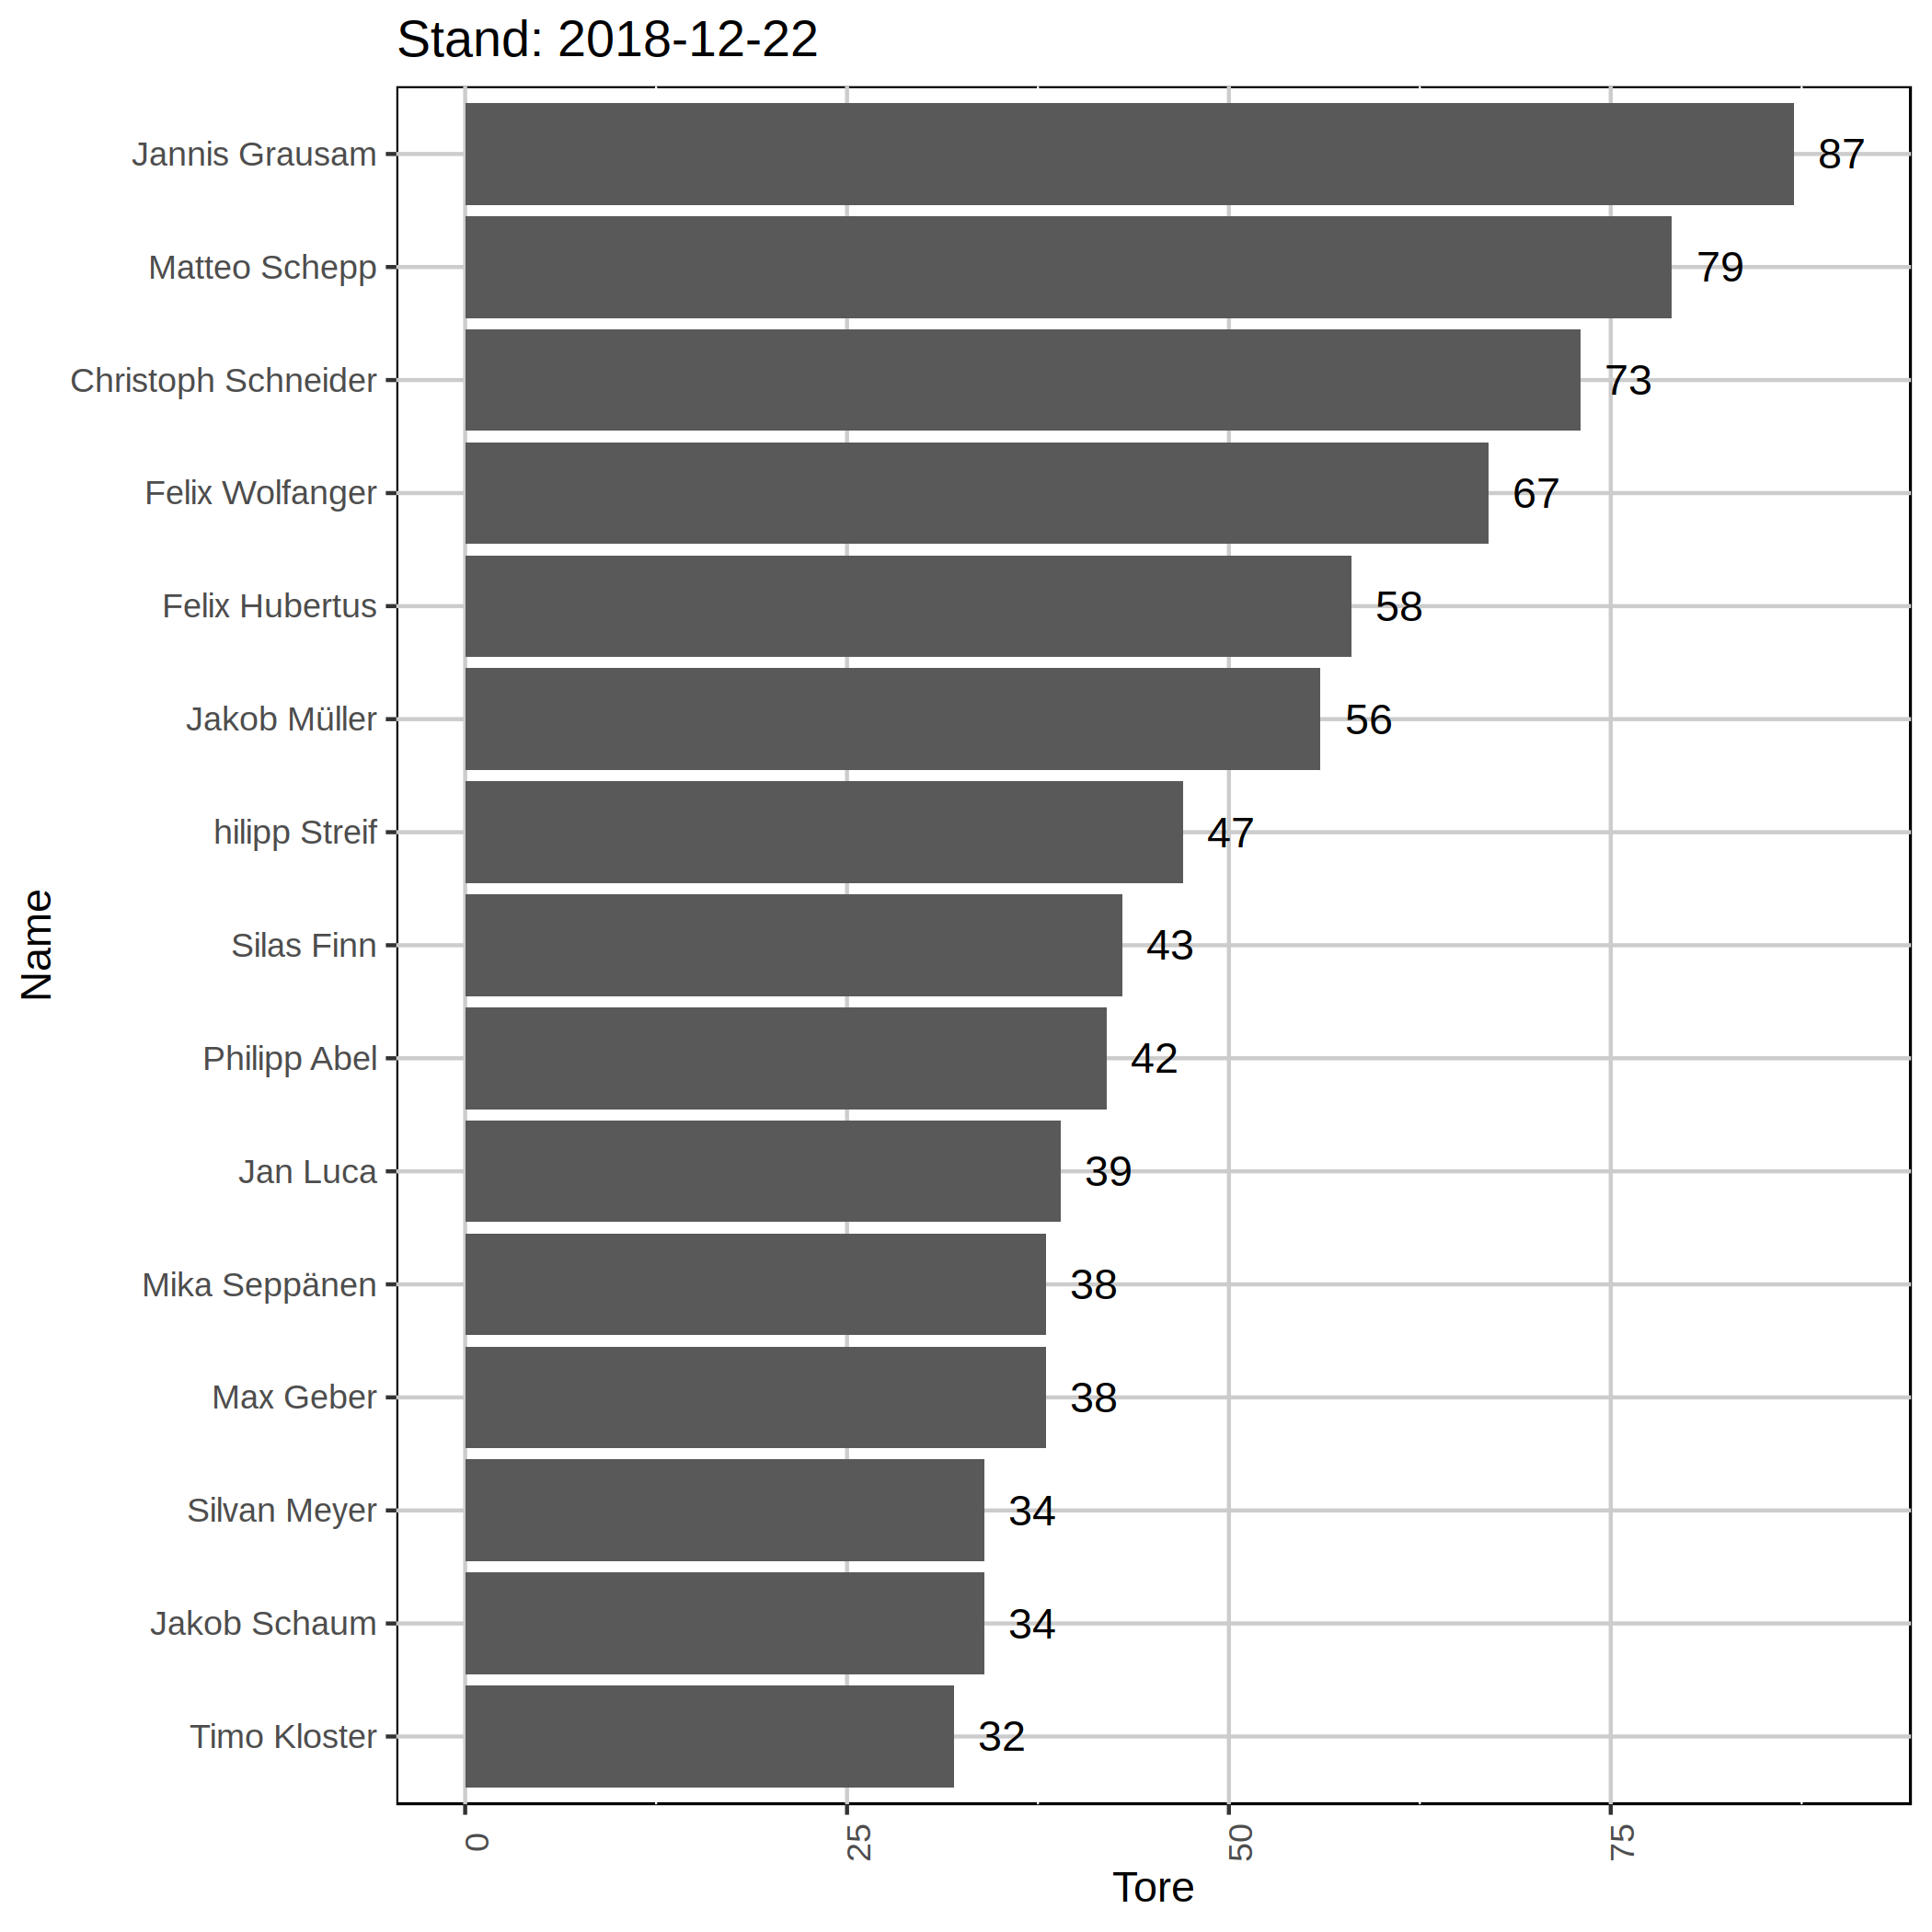 Stand: 2018-12-22
Jannis Grausam 87
Matteo Schepp 79
Christoph Schneider 73
Felix Wolfanger 67
Felix Hubertus 58
Jakob Müller 56
hilipp Streif 47
Silas Finn 43
Philipp Abel 42
Jan Luca 39
Mika Seppänen 38
Max Geber 38
Silvan Meyer 34
Jakob Schaum 34
Timo Kloster 32
Name
0 25 50 75
Tore